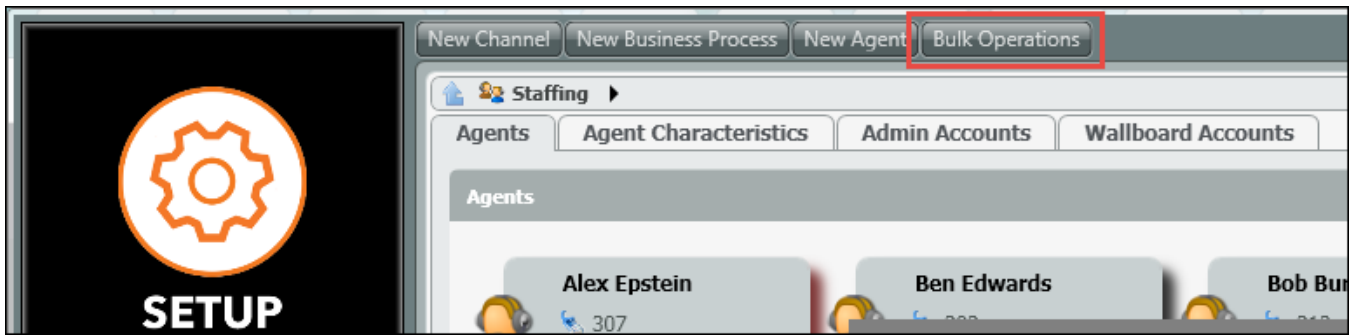 New Channel New Business Process New Agent Bulk Operations
Staffing
Agents Agent Characteristics Admin Accounts Wallboard Accounts
Agents
Alex Epstein Ben Edwards Bob
SETUP
307